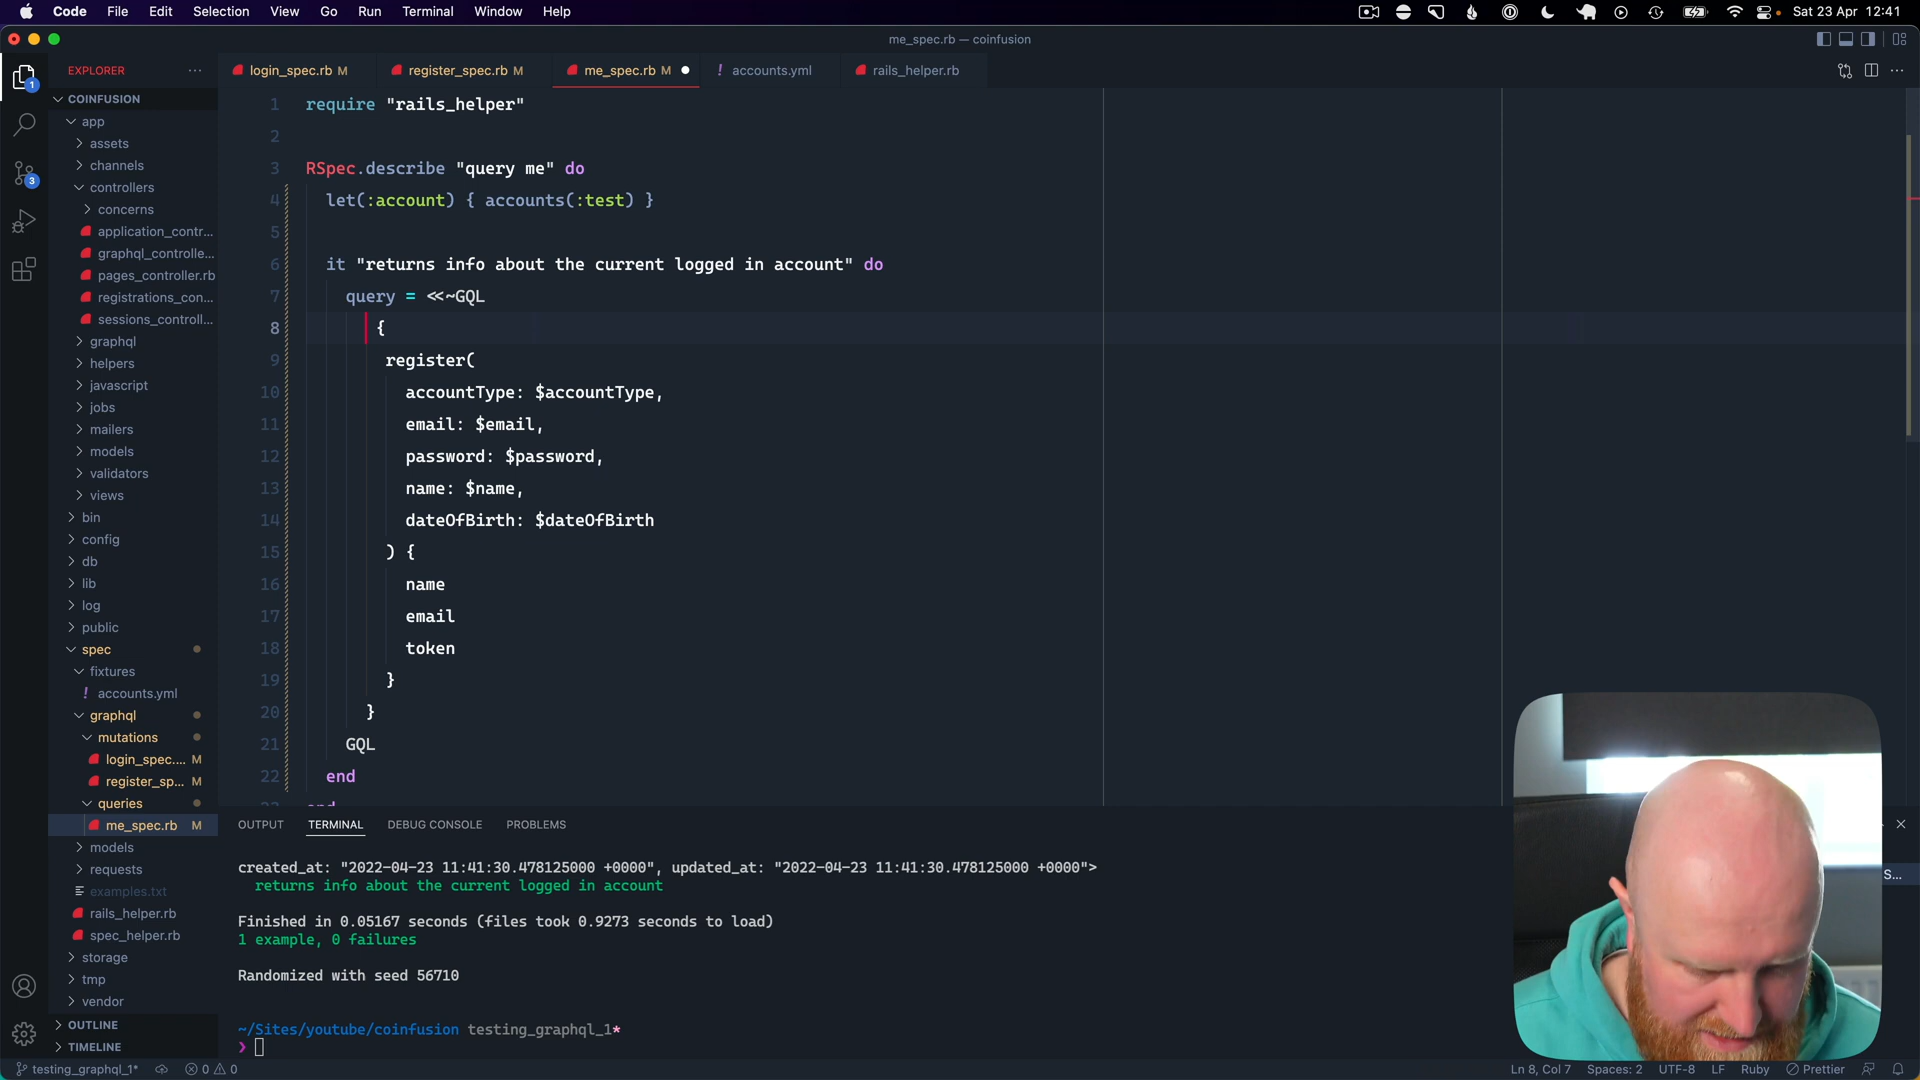 Code File Edit Selection View Go Run Terminal Window Help Sat 23 Apr 12:41
me_spec.rb — coinfusion
EXPLORER
login_spec.rb M register_spec.rb M me_spec.rb M accounts.yml rails_helper.rb
COINFUSION
app
assets
channels
controllers
concerns
application_contr...
graphql_controlle...
pages_controller.rb
registrations_con...
sessions_controll...
graphql
helpers
javascript
jobs
mailers
models
validators
views
bin
config
db
lib
log
public
spec
fixtures
accounts.yml
graphql
mutations
login_spec.... M
register_sp... M
queries
me_spec.rb M
models
requests
examples.txt
rails_helper.rb
spec_helper.rb
storage
tmp
vendor
OUTLINE
TIMELINE
1
3
1 require "rails_helper"
2
3 RSpec.describe "query me" do
4 let(:account) { accounts(:test) }
5
6 it "returns info about the current logged in account" do
7 query = <<~GQL
8 {
9 register(
10 accountType: $accountType,
11 email: $email,
12 password: $password,
13 name: $name,
14 dateOfBirth: $dateOfBirth
15 ) {
16 name
17 email
18 token
19 }
20 }
21 GQL
22 end
OUTPUT TERMINAL DEBUG CONSOLE PROBLEMS
created_at: "2022-04-23 11:41:30.478125000 +0000", updated_at: "2022-04-23 11:41:30.478125000 +0000">
returns info about the current logged in account
Finished in 0.05167 seconds (files took 0.9273 seconds to load)
1 example, 0 failures
Randomized with seed 56710
~/Sites/youtube/coinfusion testing_graphql_1*
❯
S...
testing_graphql_1* 0 0 Ln 8, Col 7 Spaces: 2 UTF-8 LF Ruby Prettier